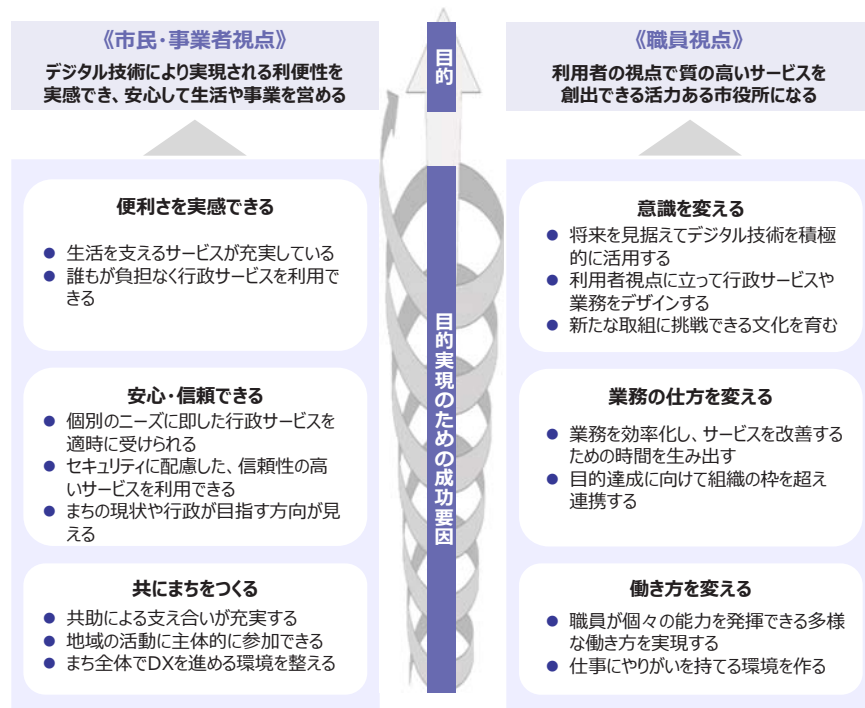 《市民・事業者視点》
デジタル技術により実現される利便性を
実感でき、安心して生活や事業を営める
便利さを実感できる
● 生活を支えるサービスが充実している
● 誰もが負担なく行政サービスを利用で
きる
安心・信頼できる
● 個別のニーズに即した行政サービスを
適時に受けられる
● セキュリティに配慮した、信頼性の高
いサービスを利用できる
● まちの現状や行政が目指す方向が見
える
共にまちをつくる
● 共助による支え合いが充実する
● 地域の活動に主体的に参加できる
● まち全体でDXを進める環境を整える
目的
目的実現のための成功要因
《職員視点》
利用者の視点で質の高いサービスを
創出できる活力ある市役所になる
意識を変える
● 将来を見据えてデジタル技術を積極
的に活用する
● 利用者視点に立って行政サービスや
業務をデザインする
● 新たな取組に挑戦できる文化を育む
業務の仕方を変える
● 業務を効率化し、サービスを改善する
ための時間を生み出す
● 目的達成に向けて組織の枠を超え
連携する
働き方を変える
● 職員が個々の能力を発揮できる多様
な働き方を実現する
● 仕事にやりがいを持てる環境を作る